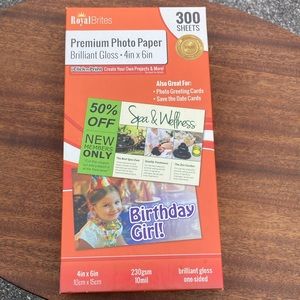 RoyalBrites
300
SHEETS
Premium Photo Paper
Brilliant Gloss • 4in x 6in
Create Your Own Projects & More!
Also Great For:
• Photo Greeting Cards
• Save the Date Cards
50%
OFF
NEW
MEMBERS
ONLY
Spa & Wellness
Birthday
Girl!
4in x 6in
10cm x 15cm
230gsm
10mil
brilliant gloss
one-sided